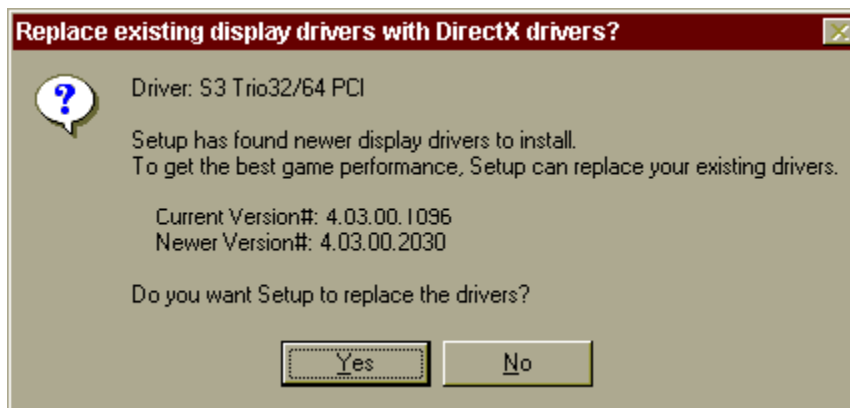 Replace existing display drivers with DirectX drivers?
Driver: S3 Trio32/64 PCI
Setup has found newer display drivers to install.
To get the best game performance, Setup can replace your existing drivers.
Current Version#: 4.03.00.1096
Newer Version#: 4.03.00.2030
Do you want Setup to replace the drivers?
Yes
No